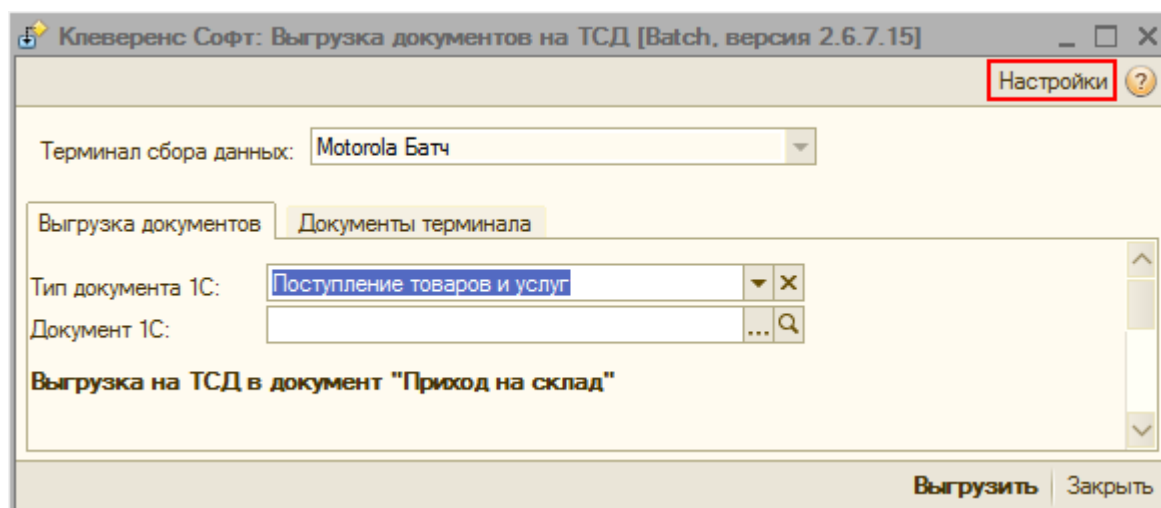 Клеверенс Софт: Выгрузка документов на ТСД [Batch, версия 2.6.7.15]
Настройки ?
Терминал сбора данных: Motorola Батч
Выгрузка документов Документы терминала
Тип документа 1С: Поступление товаров и услуг
Документ 1С: ...
Выгрузка на ТСД в документ "Приход на склад"
Выгрузить Закрыть